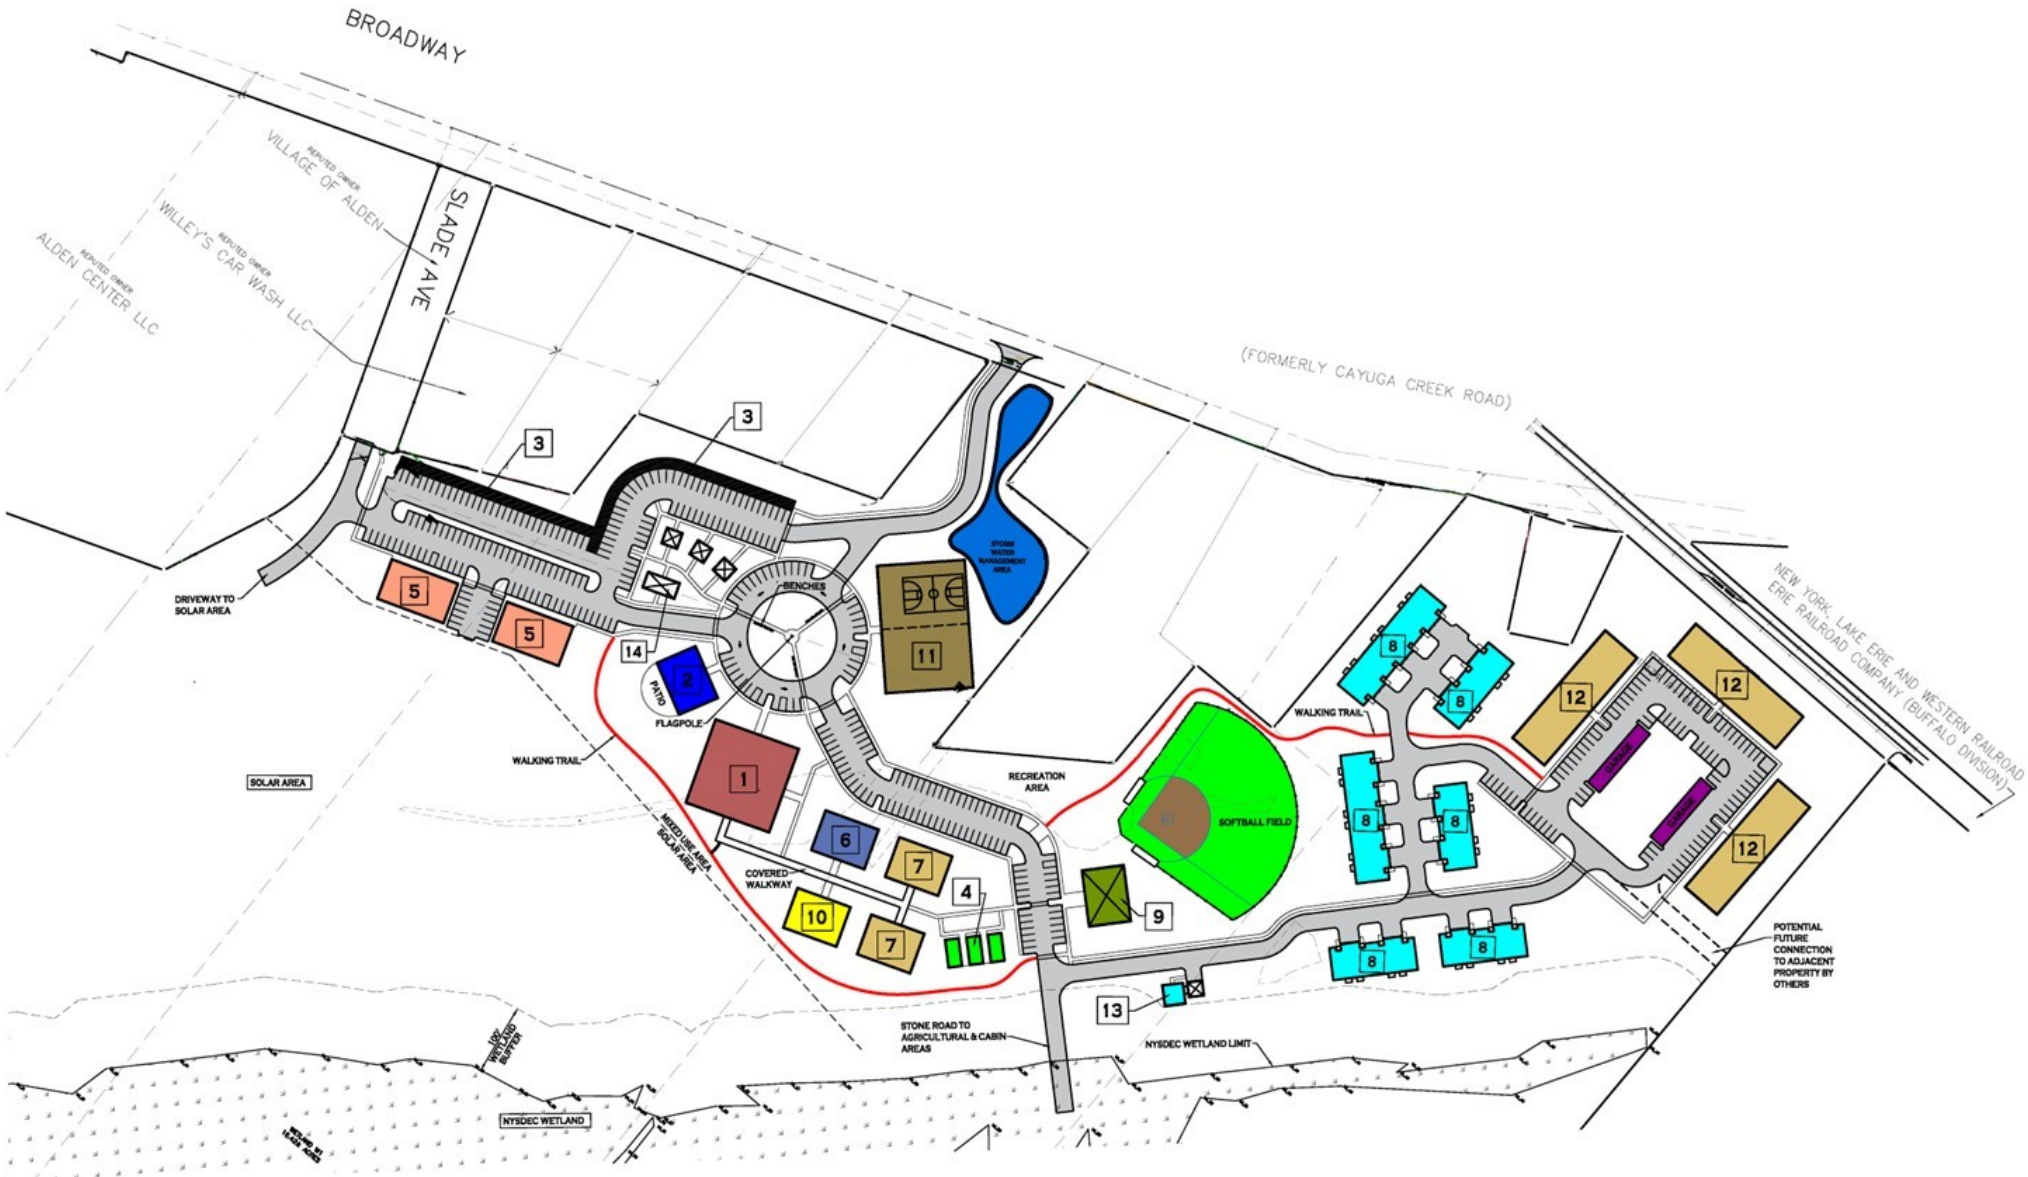 BROADWAY
REPUTED OWNER
VILLAGE OF ALDEN
REPUTED OWNER
WILLEY'S CAR WASH LLC
REPUTED OWNER
ALDEN CENTER LLC
SLADE AVE
(FORMERLY CAYUGA CREEK ROAD)
3
3
NEW YORK, LAKE ERIE AND WESTERN RAILROAD
ERIE RAILROAD COMPANY (BUFFALO DIVISION)
STORM
WATER
MANAGEMENT
AREA
BENCHES
DRIVEWAY TO
SOLAR AREA
5
5
14
2
PATIO
FLAGPOLE
11
8
8
12
12
WALKING TRAIL
WALKING TRAIL
GARAGE
GARAGE
SOLAR AREA
1
RECREATION
AREA
SOFTBALL FIELD
8
8
12
MIXED USE AREA
SOLAR AREA
6
7
COVERED
WALKWAY
4
10
7
9
8
8
POTENTIAL
FUTURE
CONNECTION
TO ADJACENT
PROPERTY BY
OTHERS
13
STONE ROAD TO
AGRICULTURAL & CABIN
AREAS
NYSDEC WETLAND LIMIT
100'
WETLAND
BUFFER
NYSDEC WETLAND